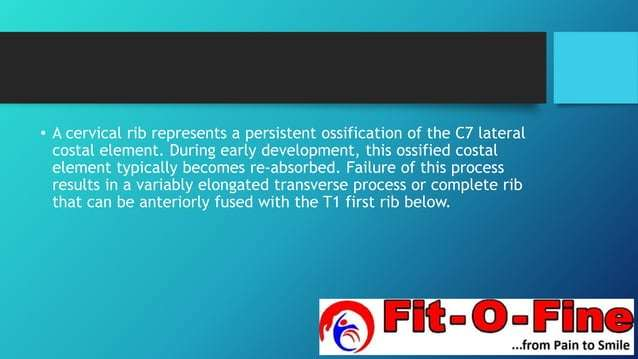 • A cervical rib represents a persistent ossification of the C7 lateral
costal element. During early development, this ossified costal
element typically becomes re-absorbed. Failure of this process
results in a variably elongated transverse process or complete rib
that can be anteriorly fused with the T1 first rib below.
Fit-O-Fine
...from Pain to Smile